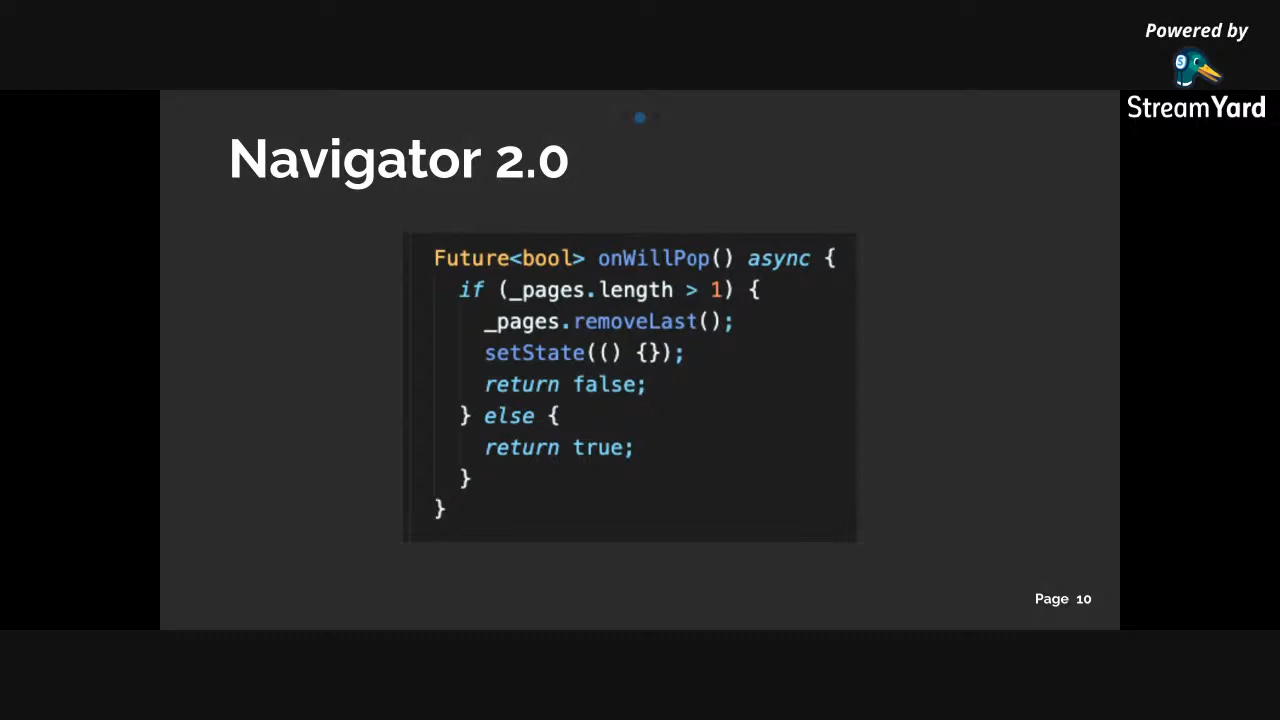 Powered by
StreamYard
Navigator 2.0
Future<bool> onWillPop() async {
if (_pages.length > 1) {
_pages.removeLast();
setState(() {});
return false;
} else {
return true;
}
}
Page 10